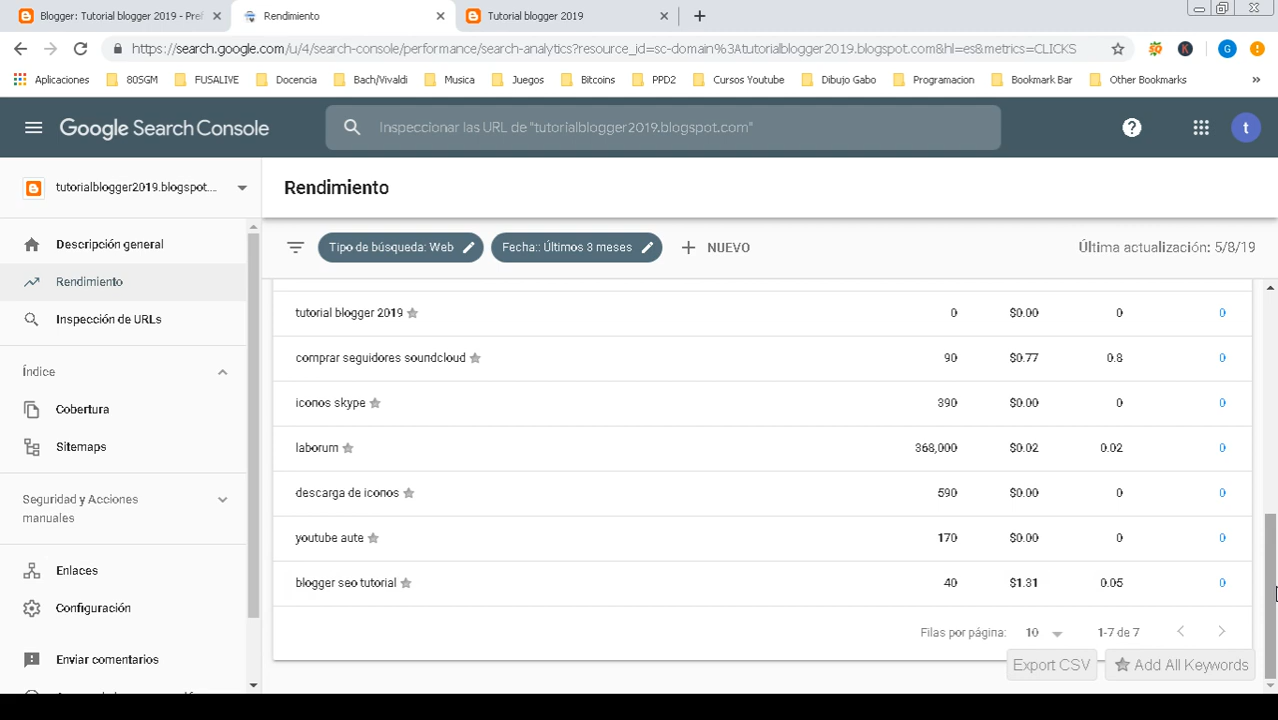 Blogger: Tutorial blogger 2019 - Pref
Rendimiento
Tutorial blogger 2019
https://search.google.com/u/4/search-console/performance/search-analytics?resource_id=sc-domain%3Atutorialblogger2019.blogspot.com&hl=es&metrics=CLICKS
G
Aplicaciones
80SGM
FUSALIVE
Docencia
Bach/Vivaldi
Musica
Juegos
Bitcoins
PPD2
Cursos Youtube
Dibujo Gabo
Programacion
Bookmark Bar
Other Bookmarks
Google Search Console
Inspeccionar las URL de "tutorialblogger2019.blogspot.com"
t
tutorialblogger2019.blogspot....
Rendimiento
Descripción general
Rendimiento
Inspección de URLs
Índice
Cobertura
Sitemaps
Seguridad y Acciones
manuales
Enlaces
Configuración
Enviar comentarios
Tipo de búsqueda: Web
Fecha:: Últimos 3 meses
NUEVO
Última actualización: 5/8/19
tutorial blogger 2019 0 $0.00 0 0
comprar seguidores soundcloud 90 $0.77 0.8 0
iconos skype 390 $0.00 0 0
laborum 368,000 $0.02 0.02 0
descarga de iconos 590 $0.00 0 0
youtube aute 170 $0.00 0 0
blogger seo tutorial 40 $1.31 0.05 0
Filas por página: 10 1-7 de 7
Export CSV
Add All Keywords